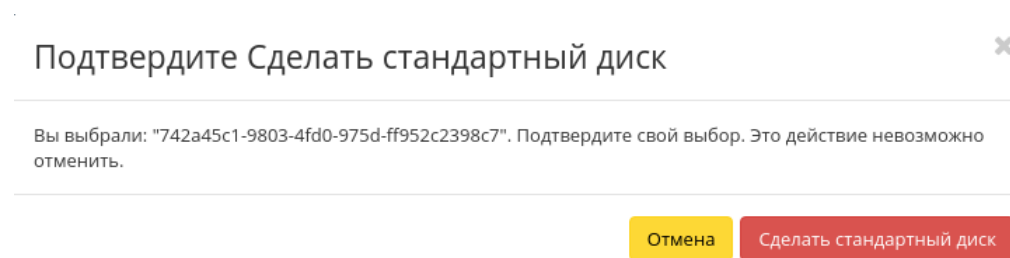 Подтвердите Сделать стандартный диск
Вы выбрали: "742a45c1-9803-4fd0-975d-ff952c2398c7". Подтвердите свой выбор. Это действие невозможно
отменить.
Отмена
Сделать стандартный диск